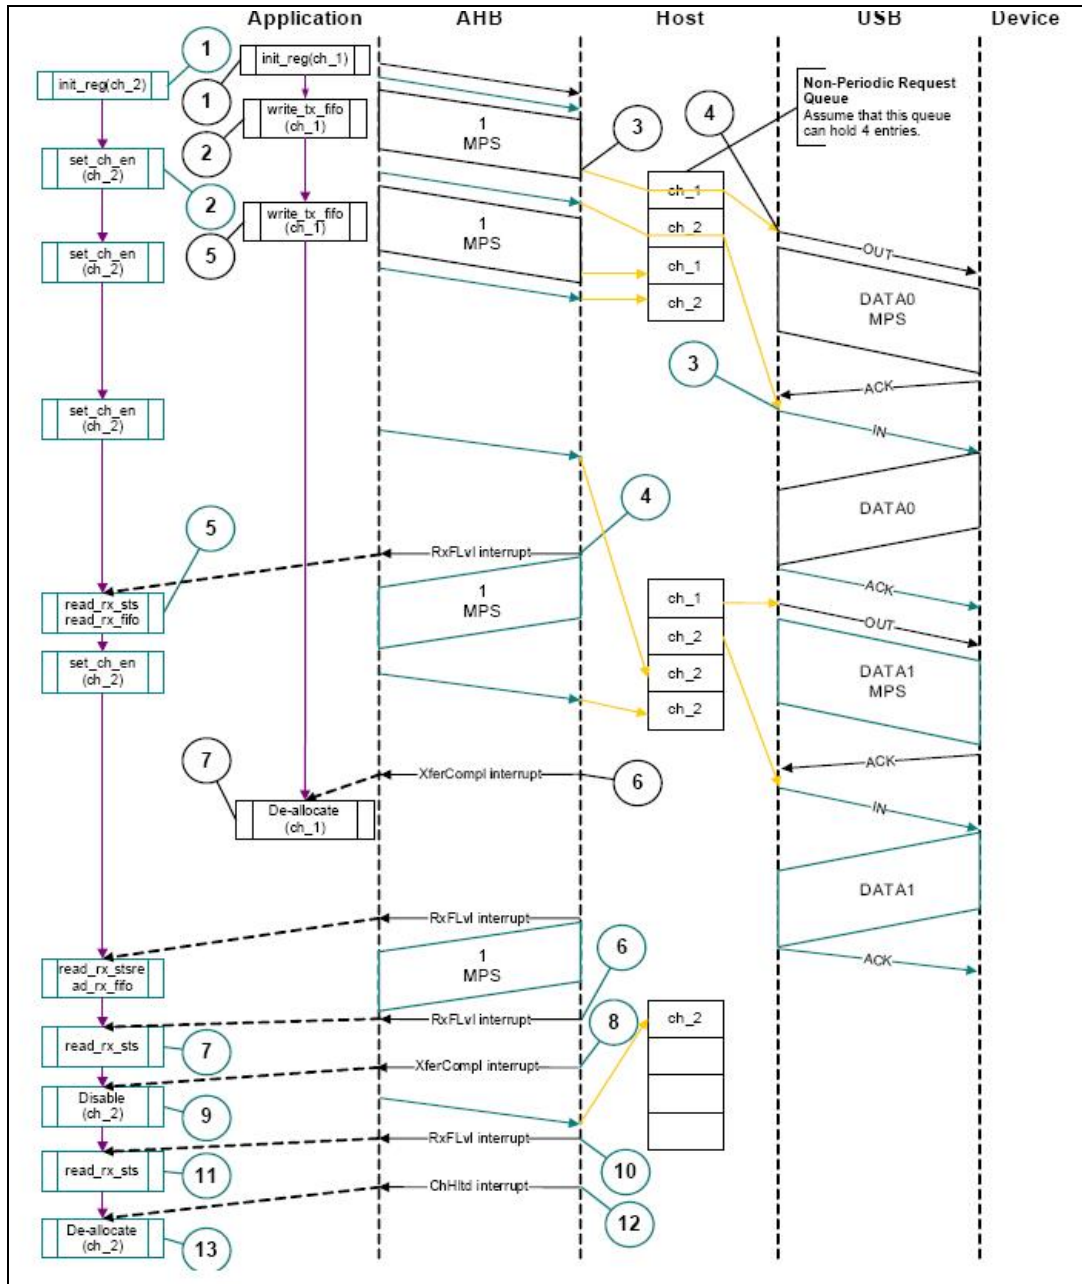 Application
AHB
Host
USB
Device
1
init_reg(ch_2)
init_reg(ch_1)
1
write_tx_fifo
(ch_1)
2
1
MPS
3
4
Non-Periodic Request
Queue
Assume that this queue
can hold 4 entries.
set_ch_en
(ch_2)
2
write_tx_fifo
(ch_1)
5
1
MPS
ch_1
ch_2
ch_1
ch_2
set_ch_en
(ch_2)
OUT
DATA0
MPS
3
ACK
set_ch_en
(ch_2)
IN
4
DATA0
5
RxFLvl interrupt
1
MPS
read_rx_sts
read_rx_fifo
set_ch_en
(ch_2)
ch_1
ch_2
ch_2
ch_2
ACK
OUT
DATA1
MPS
7
XferCompl interrupt
6
ACK
De-allocate
(ch_1)
IN
DATA1
RxFLvl interrupt
1
MPS
6
ACK
read_rx_stsre
ad_rx_fifo
RxFLvl interrupt
8
ch_2
read_rx_sts
7
XferCompl interrupt
Disable
(ch_2)
9
RxFLvl interrupt
10
read_rx_sts
11
ChHltd interrupt
12
De-allocate
(ch_2)
13